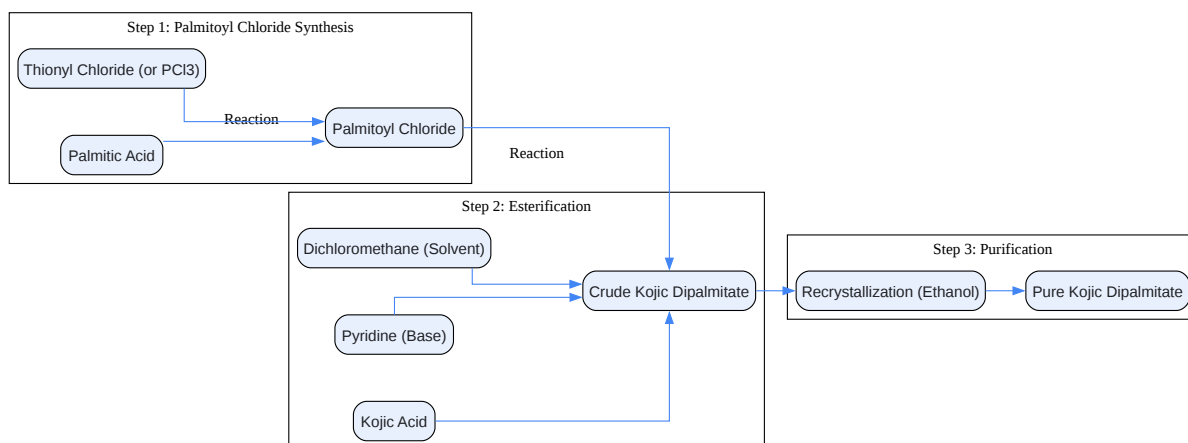 Step 1: Palmitoyl Chloride Synthesis
Thionyl Chloride (or PCl3)
Reaction
Palmitoyl Chloride
Palmitic Acid
Reaction
Step 2: Esterification
Dichloromethane (Solvent)
Crude Kojic Dipalmitate
Pyridine (Base)
Kojic Acid
Step 3: Purification
Recrystallization (Ethanol)
Pure Kojic Dipalmitate